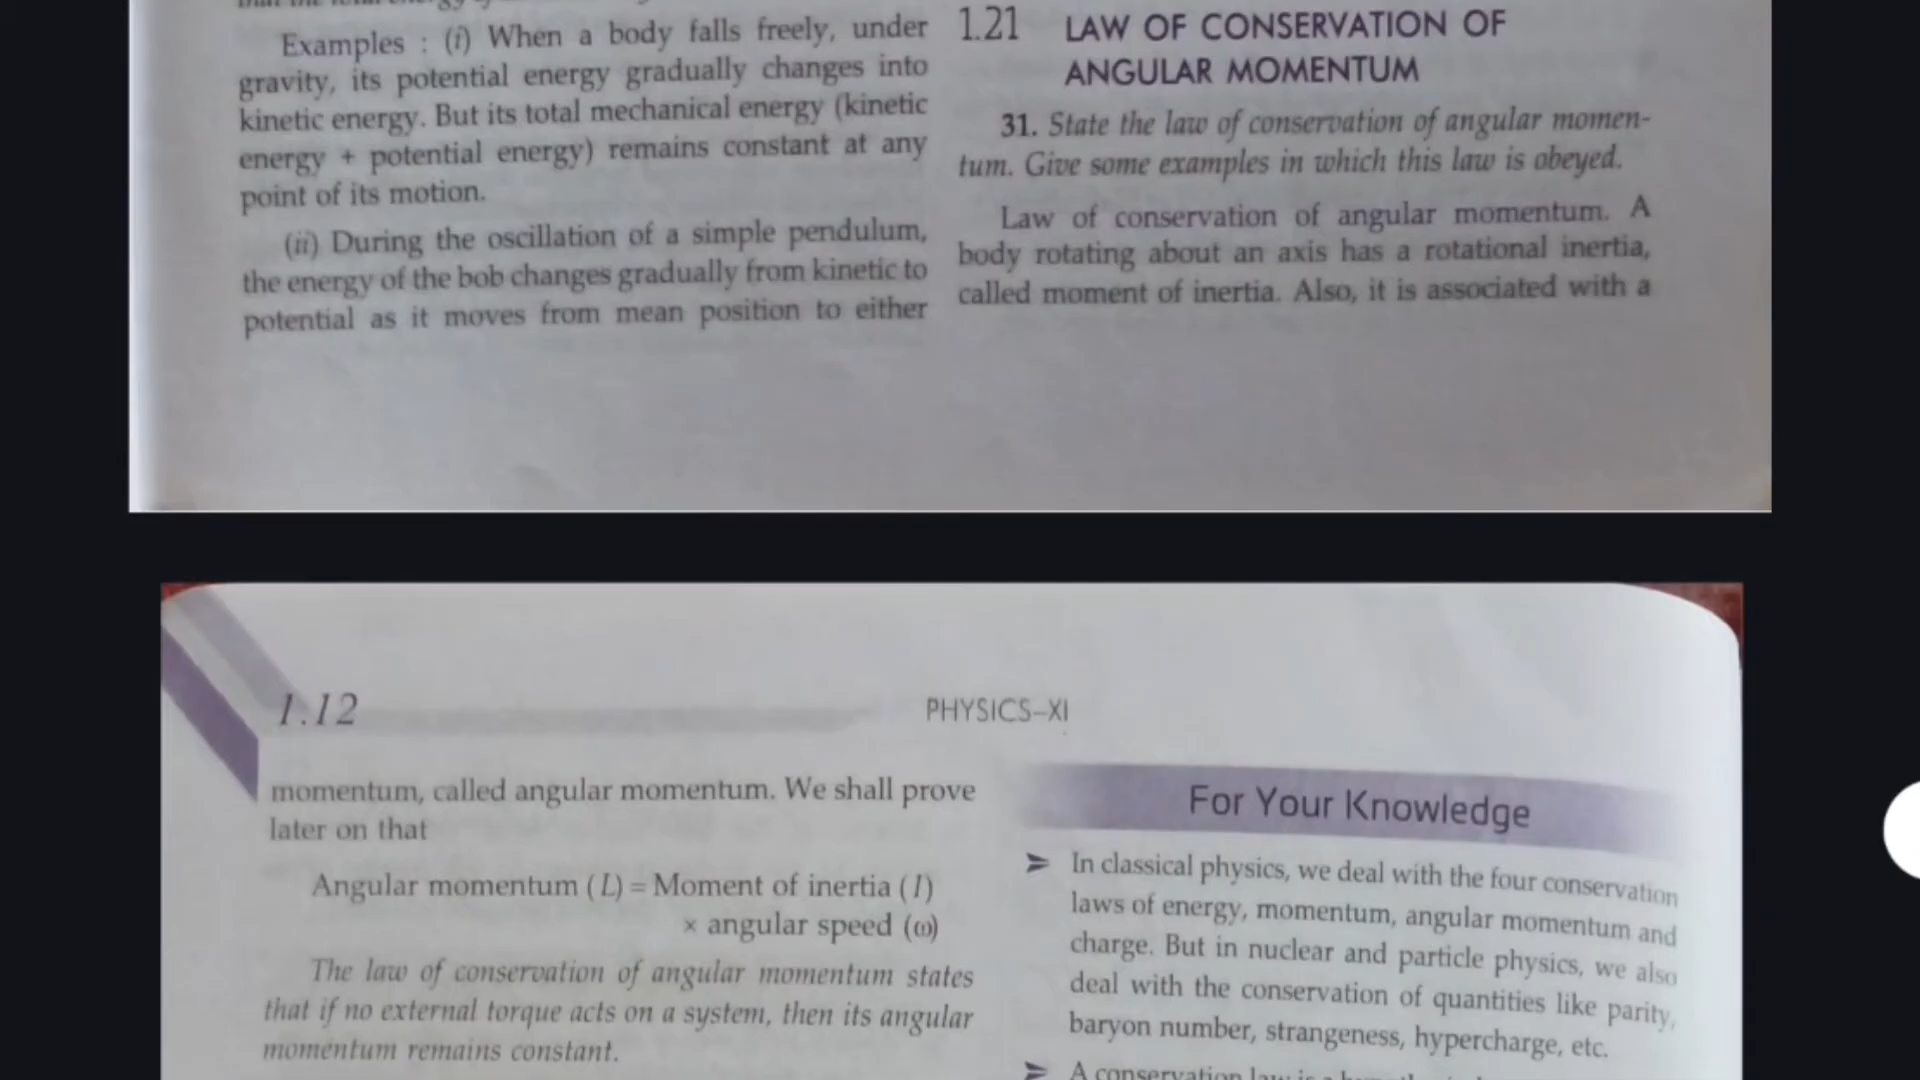 Examples : (i) When a body falls freely, under
gravity, its potential energy gradually changes into
kinetic energy. But its total mechanical energy (kinetic
energy + potential energy) remains constant at any
point of its motion.
(ii) During the oscillation of a simple pendulum,
the energy of the bob changes gradually from kinetic to
potential as it moves from mean position to either
1.21 LAW OF CONSERVATION OF
ANGULAR MOMENTUM
31. State the law of conservation of angular momen-
tum. Give some examples in which this law is obeyed.
Law of conservation of angular momentum. A
body rotating about an axis has a rotational inertia,
called moment of inertia. Also, it is associated with a
1.12
PHYSICS–XI
momentum, called angular momentum. We shall prove
later on that
Angular momentum (L) = Moment of inertia (I)
× angular speed (ω)
The law of conservation of angular momentum states
that if no external torque acts on a system, then its angular
momentum remains constant.
For Your Knowledge
➢ In classical physics, we deal with the four conservation
laws of energy, momentum, angular momentum and
charge. But in nuclear and particle physics, we also
deal with the conservation of quantities like parity,
baryon number, strangeness, hypercharge, etc.
➢ A conservation law is a